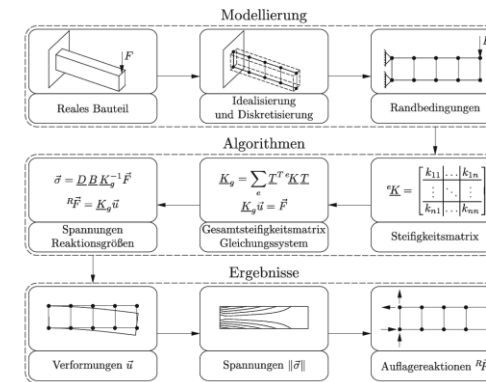 Modellierung
F
Reales Bauteil
Idealisierung
und Diskretisierung
Randbedingungen
Algorithmen
σ⃗ = D B K_g⁻¹ F⃗
ᴿF⃗ = K_g u⃗
Spannungen
Reaktionsgrößen
K_g = ∑_e T^T ᵉK T
K_g u⃗ = F⃗
Gesamtsteifigkeitsmatrix
Gleichungssystem
ᵉK = [k₁₁ … k₁ₙ
⋮ ⋱ ⋮
kₙ₁ … kₙₙ]
Steifigkeitsmatrix
Ergebnisse
Verformungen u⃗
Spannungen ‖σ⃗‖
Auflagereaktionen ᴿF⃗